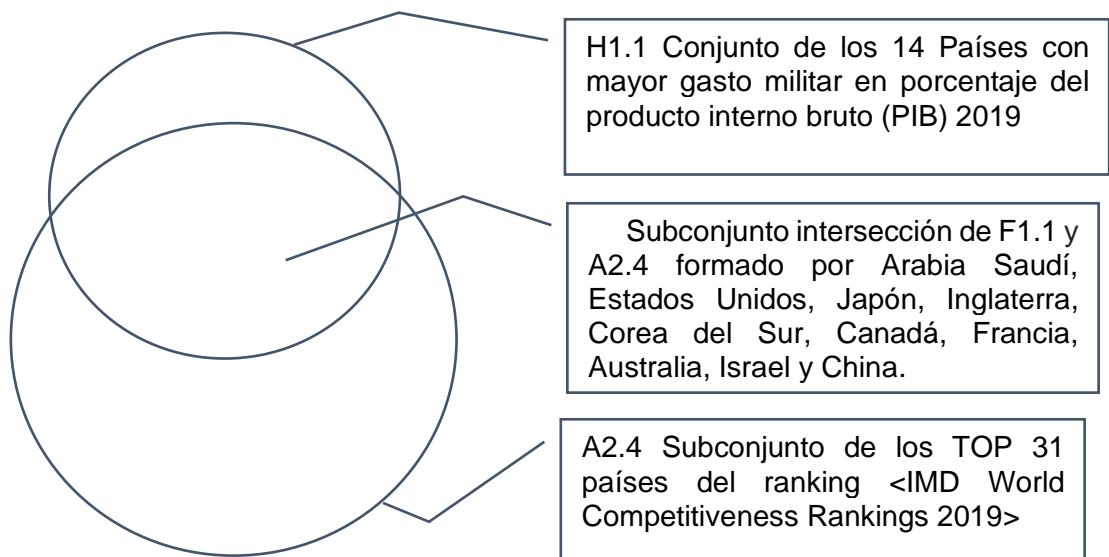 H1.1 Conjunto de los 14 Países con
mayor gasto militar en porcentaje del
producto interno bruto (PIB) 2019
Subconjunto intersección de F1.1 y
A2.4 formado por Arabia Saudí,
Estados Unidos, Japón, Inglaterra,
Corea del Sur, Canadá, Francia,
Australia, Israel y China.
A2.4 Subconjunto de los TOP 31
países del ranking <IMD World
Competitiveness Rankings 2019>